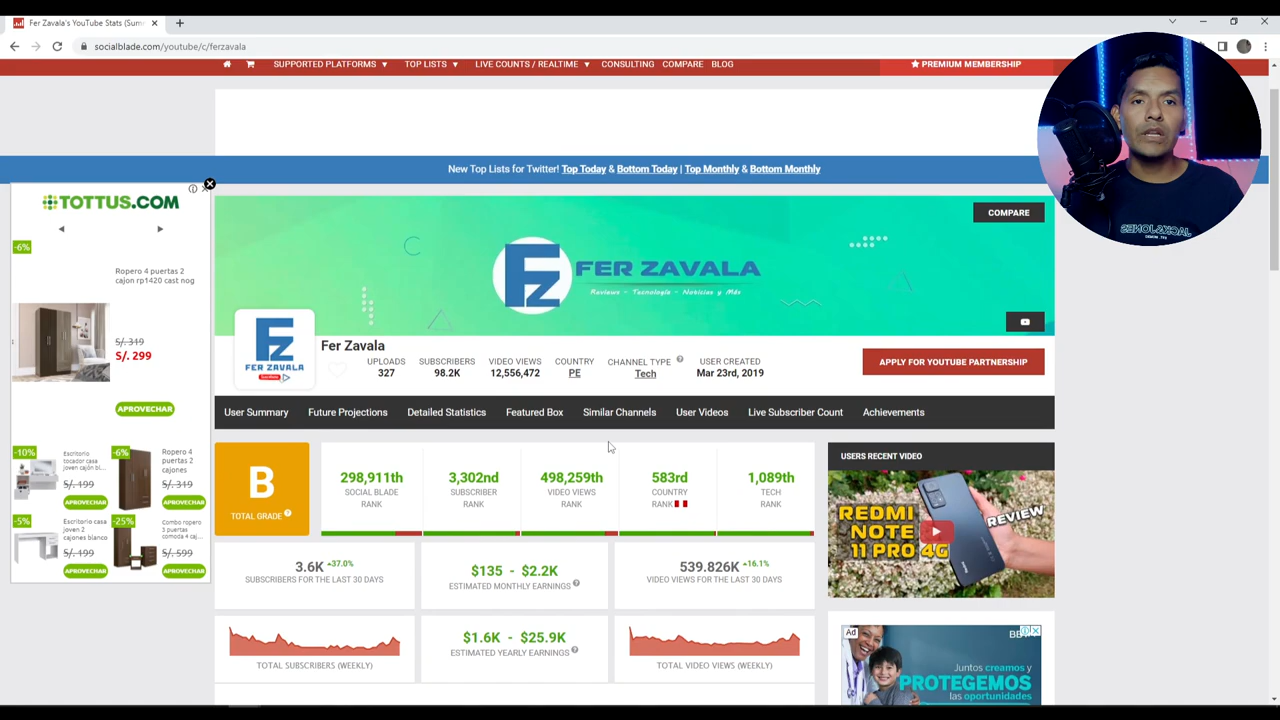 Fer Zavala's YouTube Stats (Sum
socialblade.com/youtube/c/ferzavala
SUPPORTED PLATFORMS
TOP LISTS
LIVE COUNTS / REALTIME
CONSULTING
COMPARE
BLOG
PREMIUM MEMBERSHIP
New Top Lists for Twitter! Top Today & Bottom Today | Top Monthly & Bottom Monthly
TOTTUS.COM
-6%
Ropero 4 puertas 2
cajon rp1420 cast nog
S/. 319
S/. 299
APROVECHAR
-10%
Escritorio
tocador casa
joven cajón bl...
S/. 199
APROVECHAR
-6%
Ropero 4
puertas 2
cajones
S/. 319
APROVECHAR
-5%
Escritorio casa
joven 2
cajones blanco
S/. 199
APROVECHAR
-25%
Combo ropero
3 puertas
comoda 4 caj...
S/. 599
APROVECHAR
COMPARE
FZ
FER ZAVALA
Reviews - Tecnología - Noticias y Más
FZ
FER ZAVALA
Fer Zavala
UPLOADS
327
SUBSCRIBERS
98.2K
VIDEO VIEWS
12,556,472
COUNTRY
PE
CHANNEL TYPE
Tech
USER CREATED
Mar 23rd, 2019
APPLY FOR YOUTUBE PARTNERSHIP
User Summary
Future Projections
Detailed Statistics
Featured Box
Similar Channels
User Videos
Live Subscriber Count
Achievements
B
TOTAL GRADE
298,911th
SOCIAL BLADE
RANK
3,302nd
SUBSCRIBER
RANK
498,259th
VIDEO VIEWS
RANK
583rd
COUNTRY
RANK
1,089th
TECH
RANK
3.6K +37.0%
SUBSCRIBERS FOR THE LAST 30 DAYS
$135 - $2.2K
ESTIMATED MONTHLY EARNINGS
539.826K +16.1%
VIDEO VIEWS FOR THE LAST 30 DAYS
TOTAL SUBSCRIBERS (WEEKLY)
$1.6K - $25.9K
ESTIMATED YEARLY EARNINGS
TOTAL VIDEO VIEWS (WEEKLY)
USERS RECENT VIDEO
REDMI
NOTE
11 PRO 4G
REVIEW
Ad
Juntos creamos y
PROTEGEMOS
las oportunidades